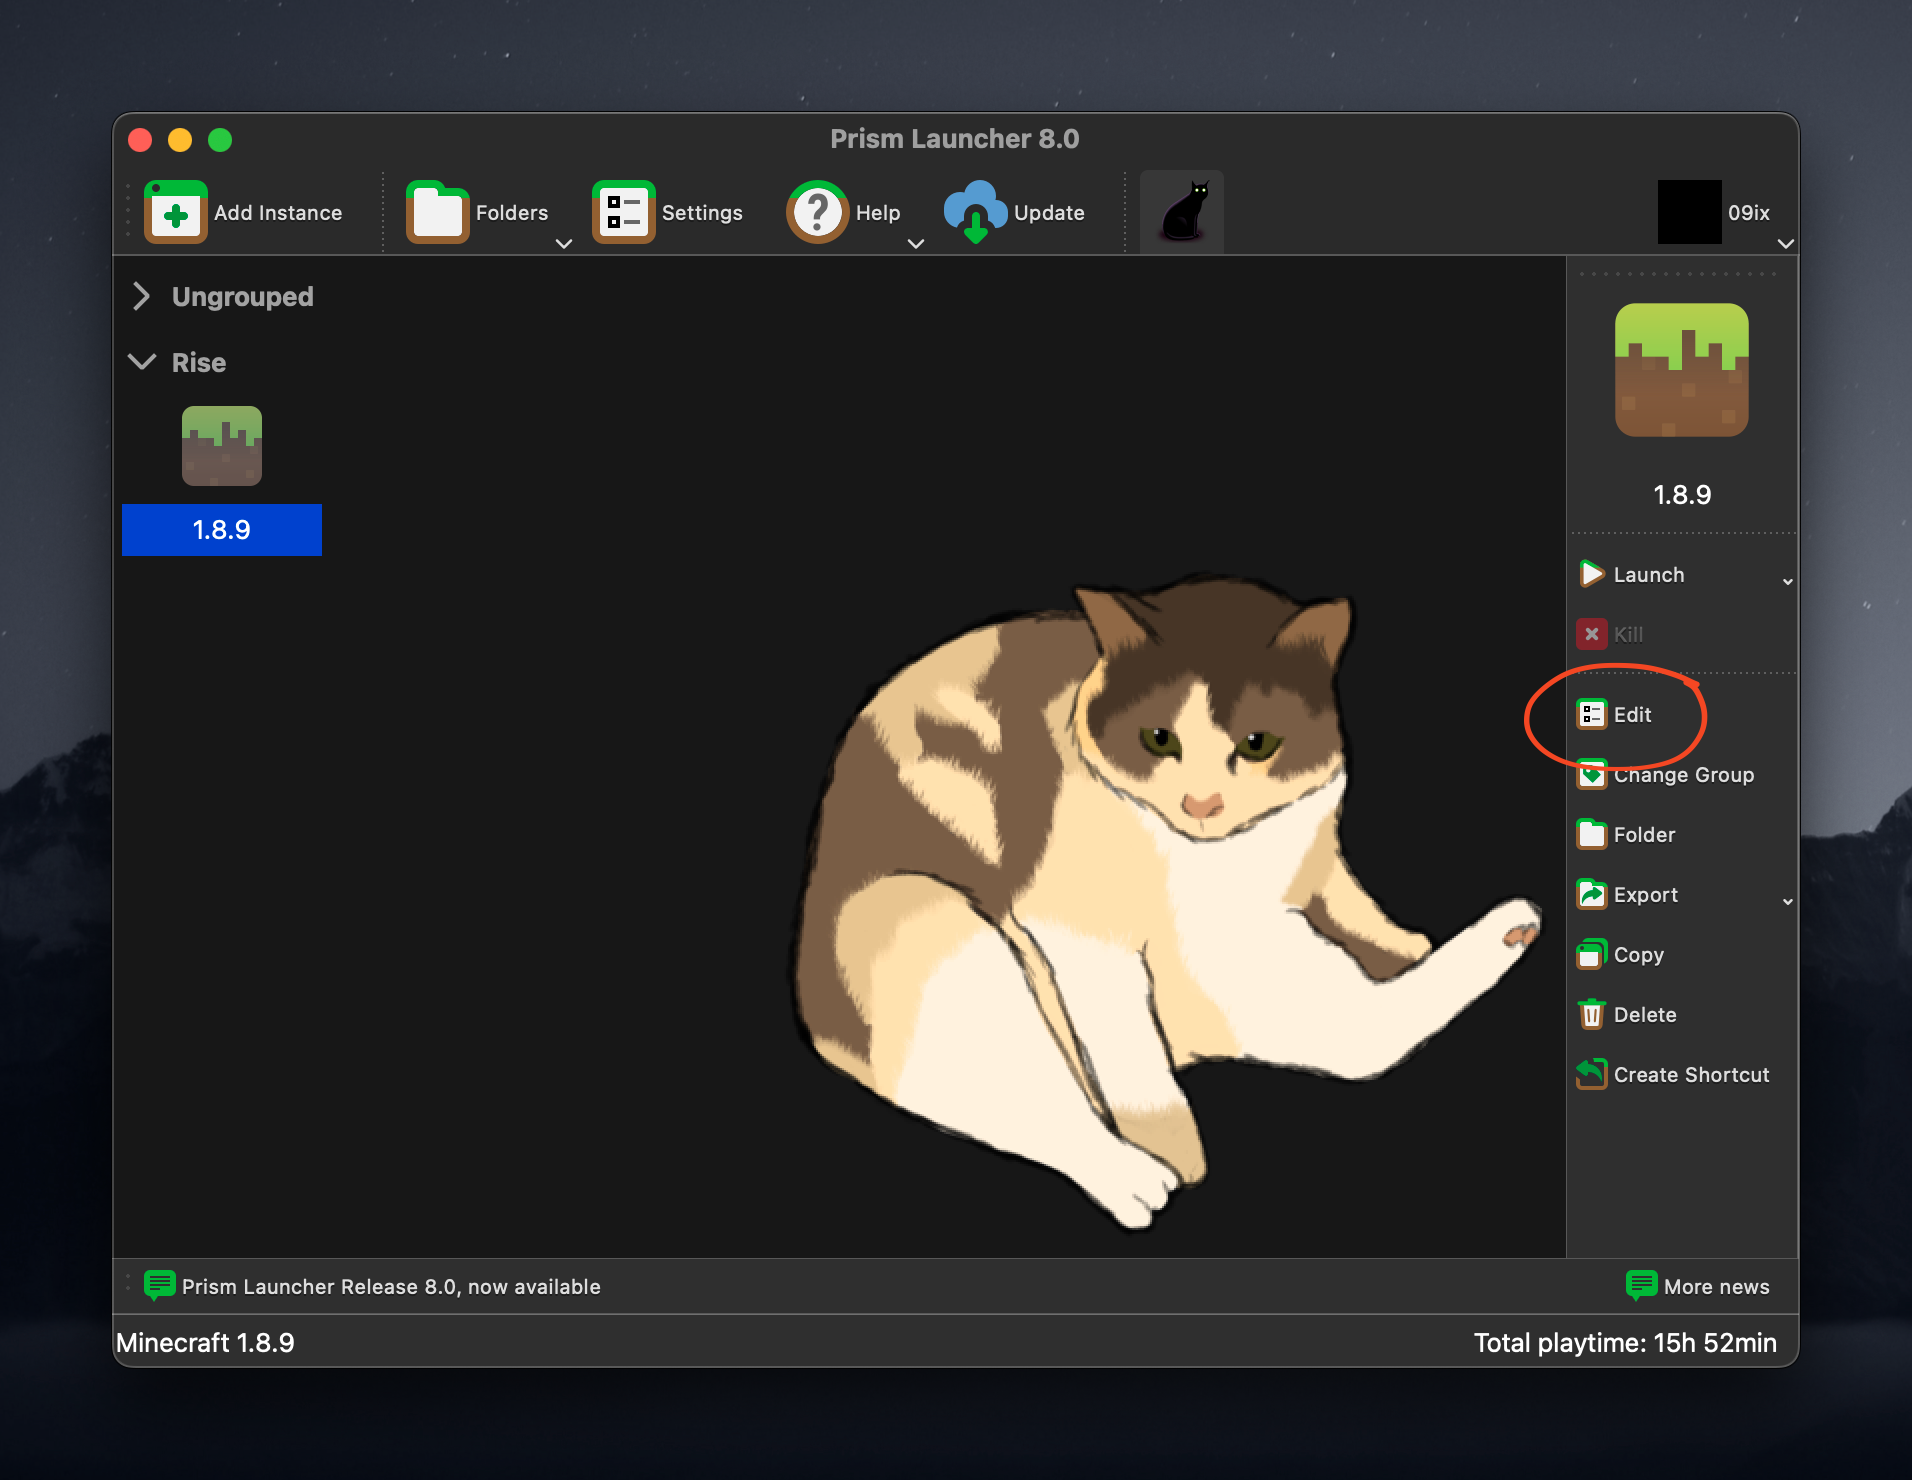 Prism Launcher 8.0
Add Instance
Folders
Settings
Help
Update
09ix
Ungrouped
Rise
1.8.9
1.8.9
Launch
Kill
Edit
Change Group
Folder
Export
Copy
Delete
Create Shortcut
Prism Launcher Release 8.0, now available
More news
Minecraft 1.8.9
Total playtime: 15h 52min